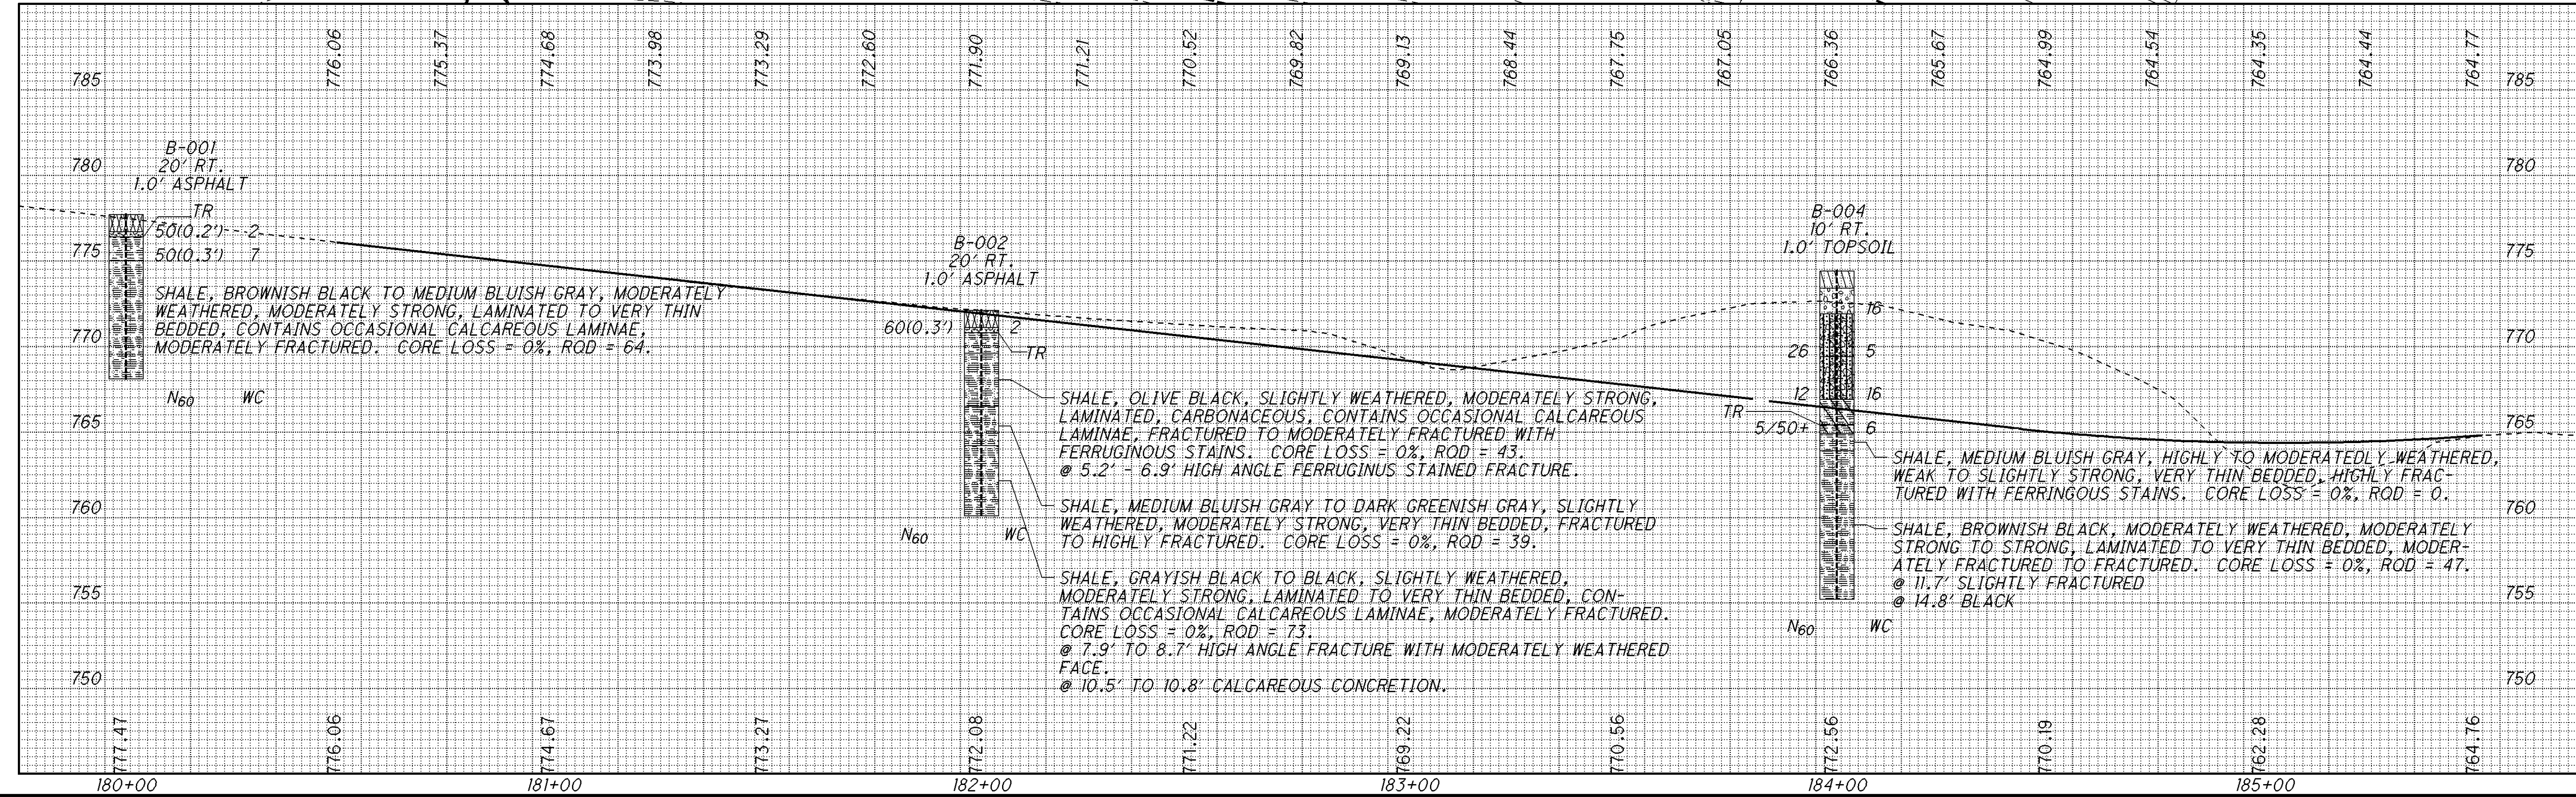 776.06 775.37 774.68 773.98 773.29 772.60 771.90 771.21 770.52 769.82 769.13 768.44 767.75 767.05 766.36 765.67 764.99 764.54 764.35 764.44 764.77
785 785
780 780
775 775
770 770
765 765
760 760
755 755
750 750
B-001
20' RT.
1.0' ASPHALT
TR
50(0.2') 2
50(0.3') 7
SHALE, BROWNISH BLACK TO MEDIUM BLUISH GRAY, MODERATELY
WEATHERED, MODERATELY STRONG, LAMINATED TO VERY THIN
BEDDED, CONTAINS OCCASIONAL CALCAREOUS LAMINAE,
MODERATELY FRACTURED. CORE LOSS = 0%, RQD = 64.
N60 WC
B-002
20' RT.
1.0' ASPHALT
60(0.3') 2
TR
SHALE, OLIVE BLACK, SLIGHTLY WEATHERED, MODERATELY STRONG,
LAMINATED, CARBONACEOUS, CONTAINS OCCASIONAL CALCAREOUS
LAMINAE, FRACTURED TO MODERATELY FRACTURED WITH
FERRUGINOUS STAINS. CORE LOSS = 0%, RQD = 43.
@ 5.2' - 6.9' HIGH ANGLE FERRUGINUS STAINED FRACTURE.
SHALE, MEDIUM BLUISH GRAY TO DARK GREENISH GRAY, SLIGHTLY
WEATHERED, MODERATELY STRONG, VERY THIN BEDDED, FRACTURED
TO HIGHLY FRACTURED. CORE LOSS = 0%, RQD = 39.
N60 WC
SHALE, GRAYISH BLACK TO BLACK, SLIGHTLY WEATHERED,
MODERATELY STRONG, LAMINATED TO VERY THIN BEDDED, CON-
TAINS OCCASIONAL CALCAREOUS LAMINAE, MODERATELY FRACTURED.
CORE LOSS = 0%, RQD = 73.
@ 7.9' TO 8.7' HIGH ANGLE FRACTURE WITH MODERATELY WEATHERED
FACE.
@ 10.5' TO 10.8' CALCAREOUS CONCRETION.
B-004
10' RT.
1.0' TOPSOIL
16
26 5
12 16
TR
5/50+ 6
SHALE, MEDIUM BLUISH GRAY, HIGHLY TO MODERATEDLY WEATHERED,
WEAK TO SLIGHTLY STRONG, VERY THIN BEDDED, HIGHLY FRAC-
TURED WITH FERRINGOUS STAINS. CORE LOSS = 0%, RQD = 0.
SHALE, BROWNISH BLACK, MODERATELY WEATHERED, MODERATELY
STRONG TO STRONG, LAMINATED TO VERY THIN BEDDED, MODER-
ATELY FRACTURED TO FRACTURED. CORE LOSS = 0%, RQD = 47.
@ 11.7' SLIGHTLY FRACTURED
@ 14.8' BLACK
N60 WC
777.47 776.06 774.67 773.27 772.08 771.22 769.22 770.56 772.56 770.19 762.28 764.76
180+00 181+00 182+00 183+00 184+00 185+00